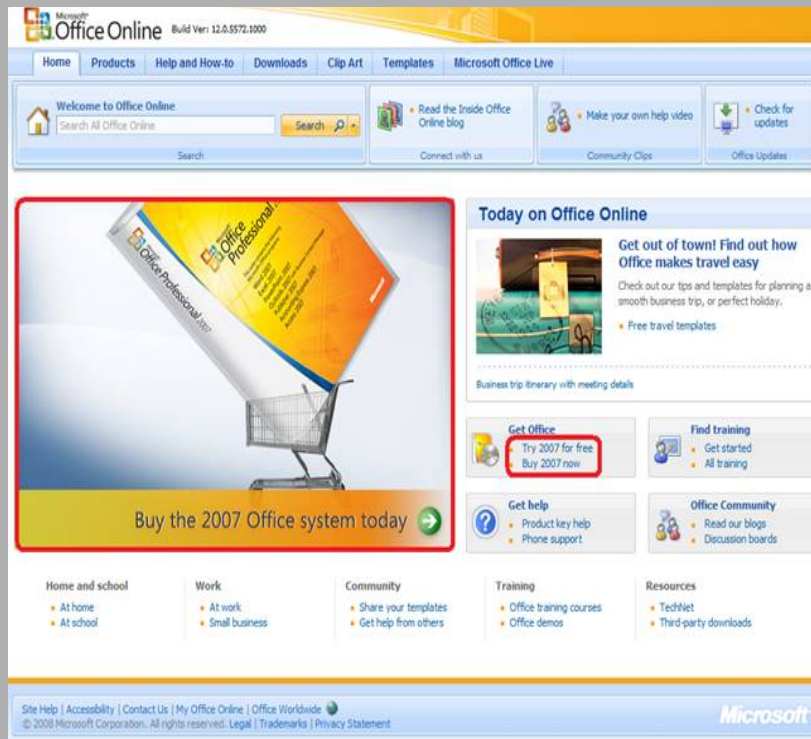 Microsoft®
Office Online Build Ver: 12.0.5572.1000
Home Products Help and How-to Downloads Clip Art Templates Microsoft Office Live
Welcome to Office Online
Search All Office Online Search
Search
Read the Inside Office
Online blog
Connect with us
Make your own help video
Community Clips
Check for
updates
Office Updates
Microsoft
Office
Professional 2007
Office Professional 2007
Microsoft
Buy the 2007 Office system today
Today on Office Online
Get out of town! Find out how
Office makes travel easy
Check out our tips and templates for planning a
smooth business trip, or perfect holiday.
Free travel templates
Business trip itinerary with meeting details
Get Office
Try 2007 for free
Buy 2007 now
Find training
Get started
All training
Get help
Product key help
Phone support
Office Community
Read our blogs
Discussion boards
Home and school
At home
At school
Work
At work
Small business
Community
Share your templates
Get help from others
Training
Office training courses
Office demos
Resources
TechNet
Third-party downloads
Site Help | Accessibility | Contact Us | My Office Online | Office Worldwide
© 2008 Microsoft Corporation. All rights reserved. Legal | Trademarks | Privacy Statement
Microsoft